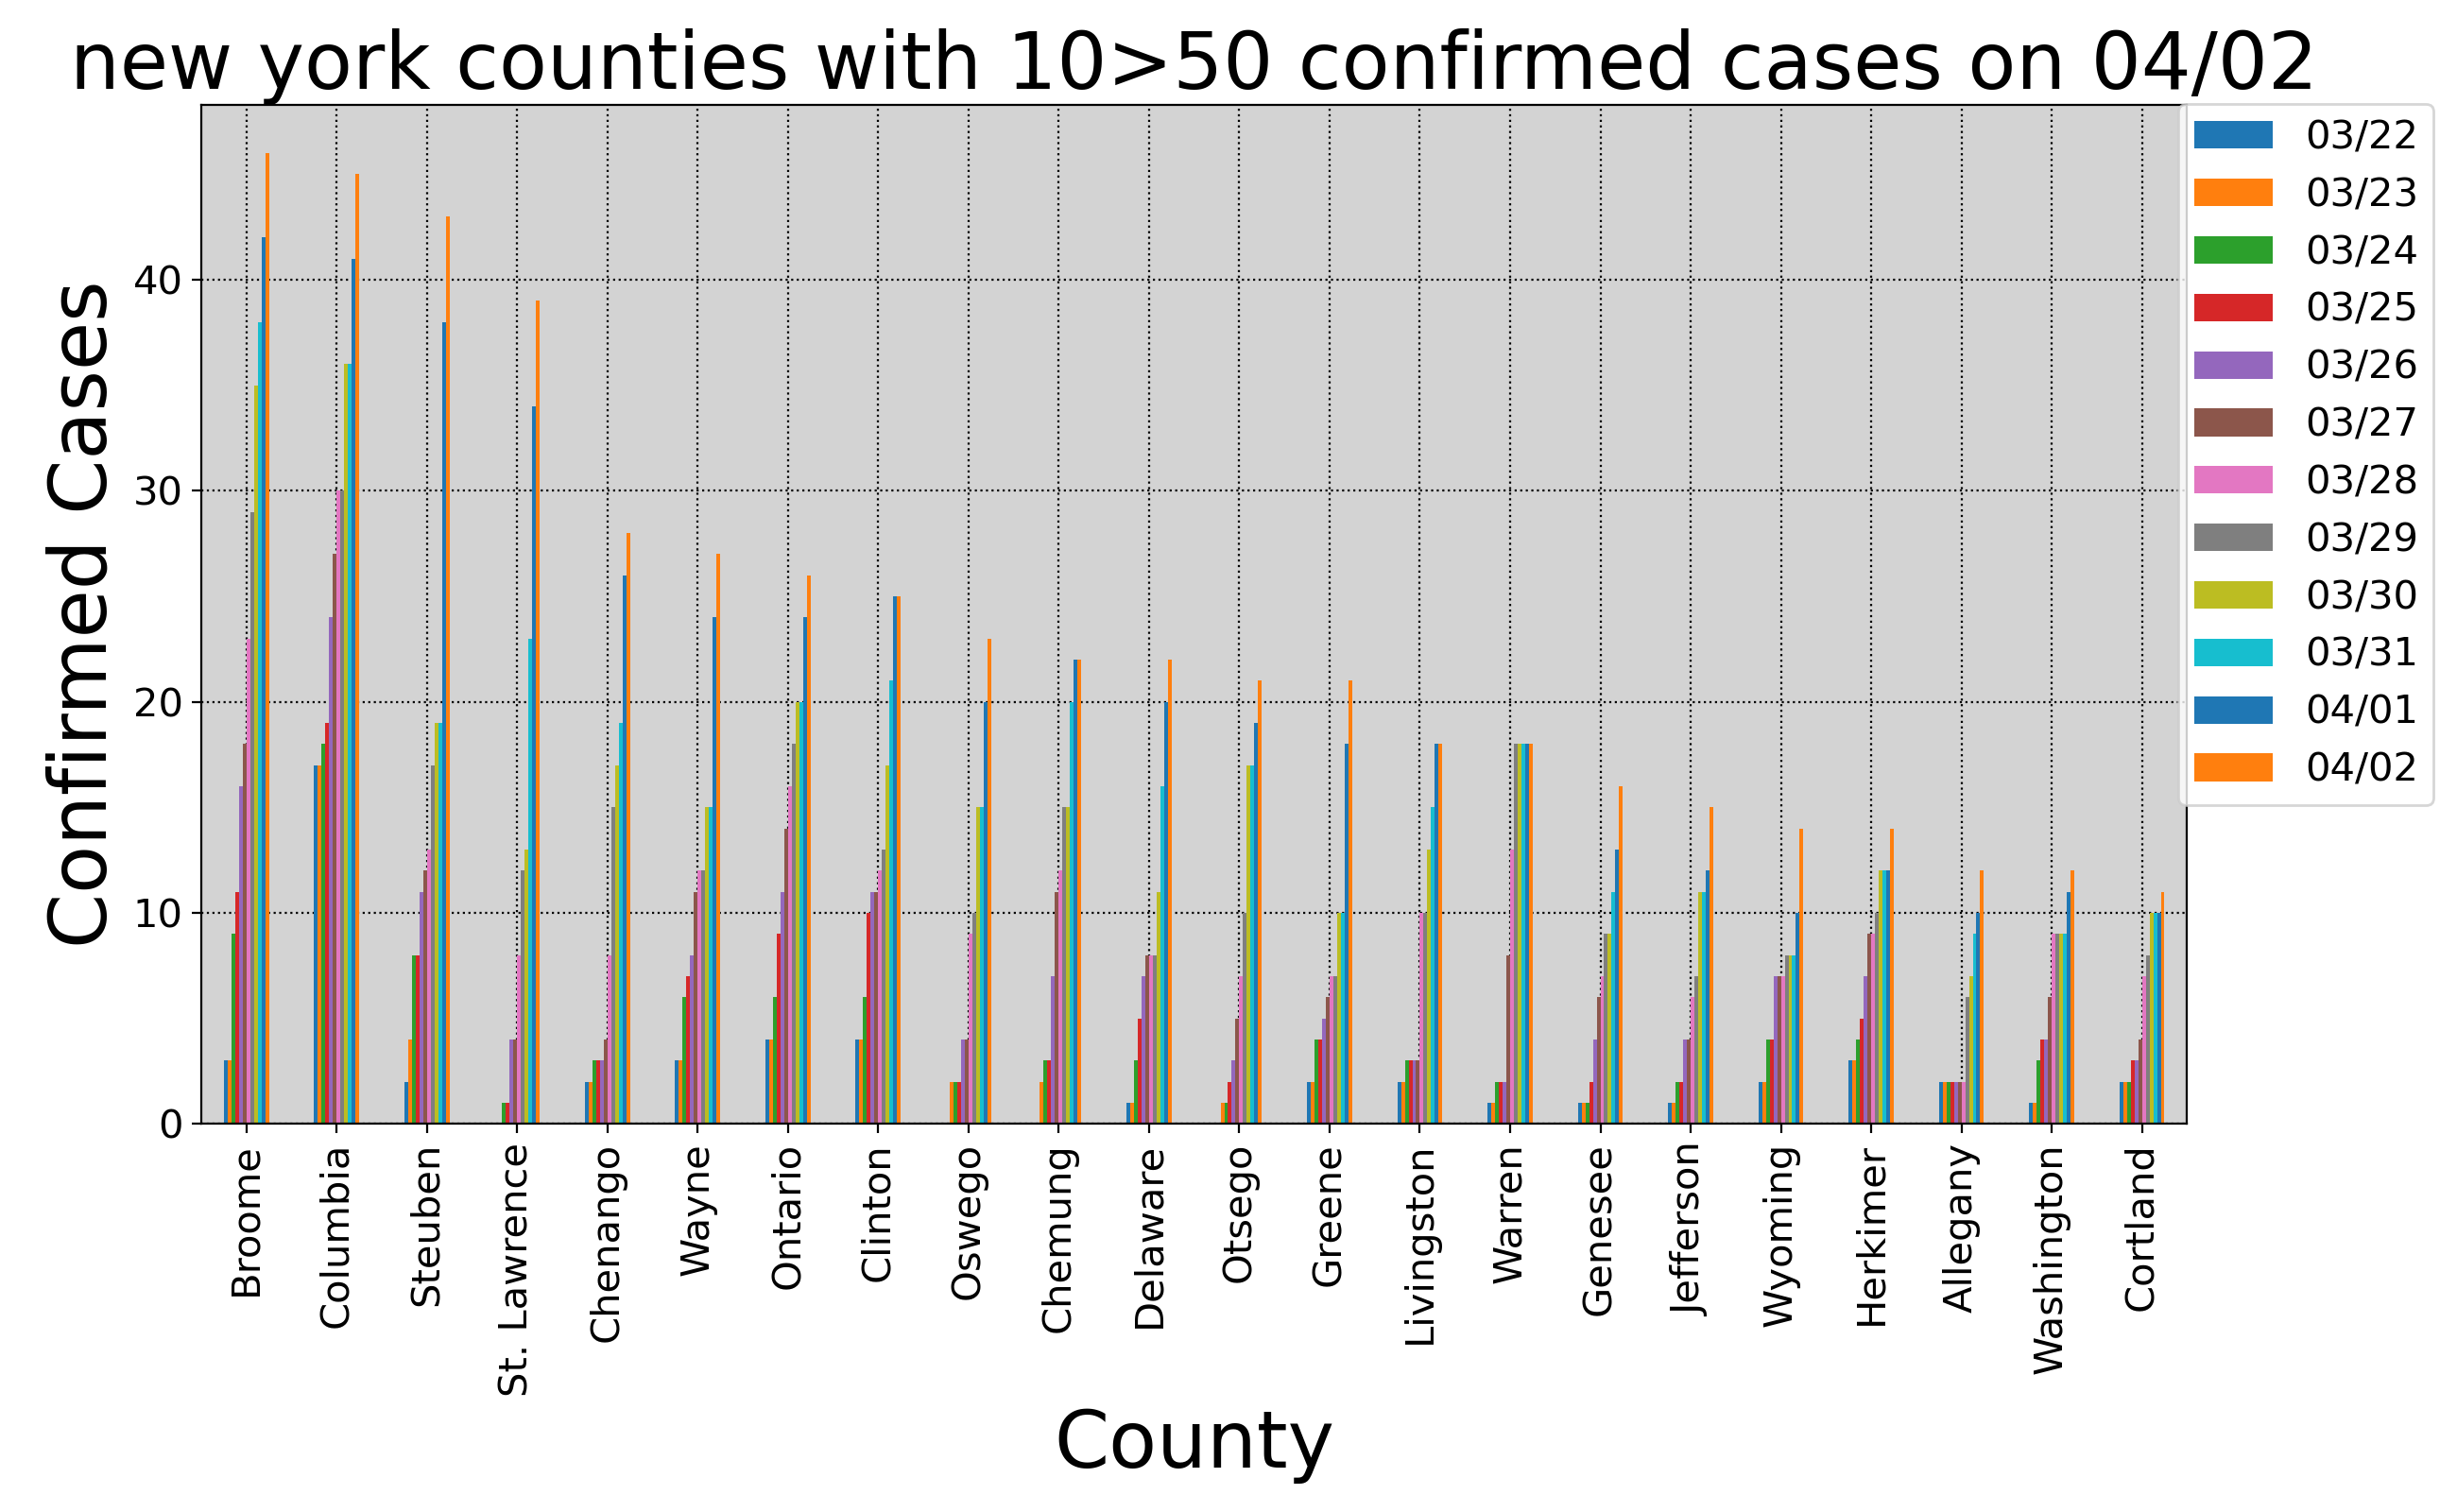 new york counties with 10>50 confirmed cases on 04/02
Confirmed Cases
40
30
20
10
0
03/22
03/23
03/24
03/25
03/26
03/27
03/28
03/29
03/30
03/31
04/01
04/02
Broome
Columbia
Steuben
St. Lawrence
Chenango
Wayne
Ontario
Clinton
Oswego
Chemung
Delaware
Otsego
Greene
Livingston
Warren
Genesee
Jefferson
Wyoming
Herkimer
Allegany
Washington
Cortland
County